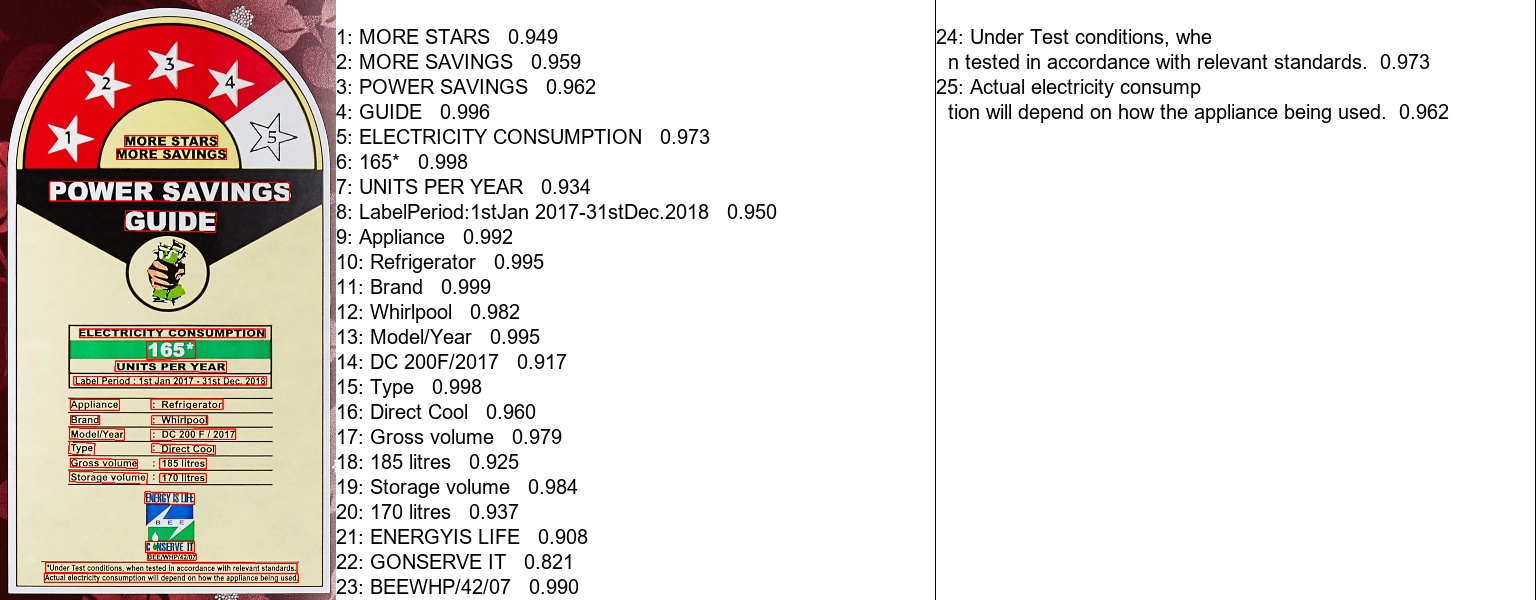 1
2
3
4
5
MORE STARS
MORE SAVINGS
POWER SAVINGS
GUIDE
ELECTRICITY CONSUMPTION
165*
UNITS PER YEAR
Label Period : 1st Jan 2017 - 31st Dec. 2018
Appliance : Refrigerator
Brand : Whirlpool
Model/Year : DC 200 F / 2017
Type : Direct Cool
Gross volume : 185 litres
Storage volume : 170 litres
ENERGY IS LIFE
BEE
CONSERVE IT
BEE/WHP/42/07
*Under Test conditions, when tested in accordance with relevant standards.
Actual electricity consumption will depend on how the appliance being used.
1: MORE STARS 0.949
2: MORE SAVINGS 0.959
3: POWER SAVINGS 0.962
4: GUIDE 0.996
5: ELECTRICITY CONSUMPTION 0.973
6: 165* 0.998
7: UNITS PER YEAR 0.934
8: LabelPeriod:1stJan 2017-31stDec.2018 0.950
9: Appliance 0.992
10: Refrigerator 0.995
11: Brand 0.999
12: Whirlpool 0.982
13: Model/Year 0.995
14: DC 200F/2017 0.917
15: Type 0.998
16: Direct Cool 0.960
17: Gross volume 0.979
18: 185 litres 0.925
19: Storage volume 0.984
20: 170 litres 0.937
21: ENERGYIS LIFE 0.908
22: GONSERVE IT 0.821
23: BEEWHP/42/07 0.990
24: Under Test conditions, whe
n tested in accordance with relevant standards. 0.973
25: Actual electricity consump
tion will depend on how the appliance being used. 0.962